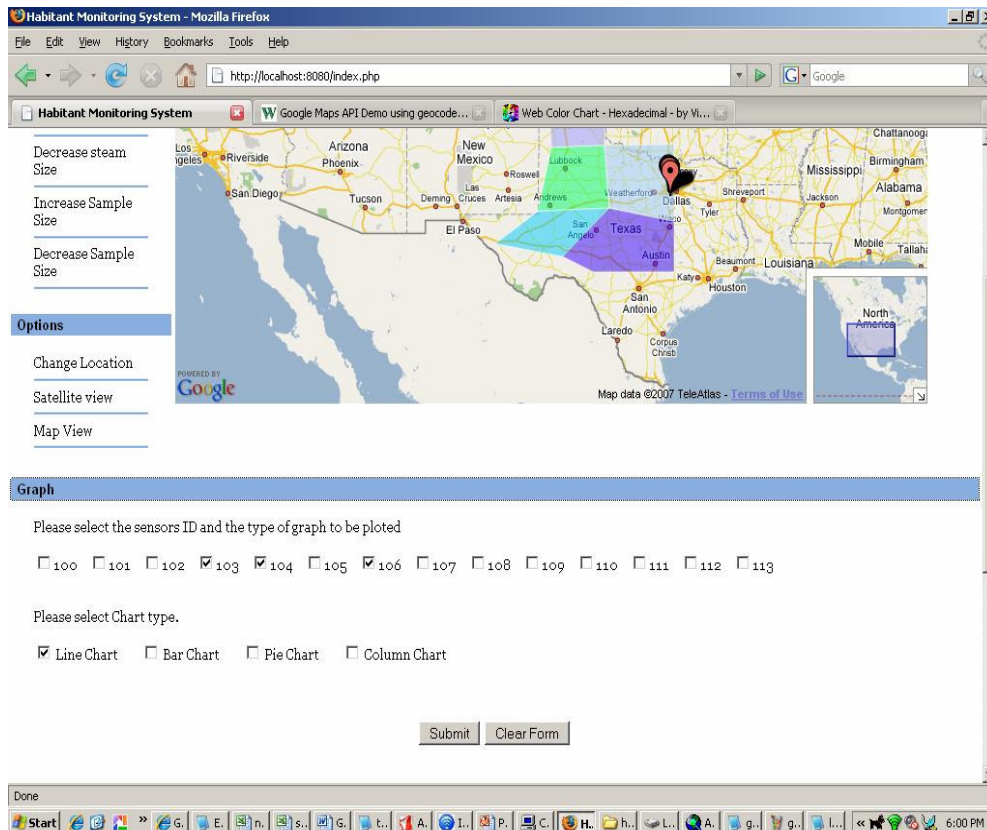 Habitant Monitoring System - Mozilla Firefox
File Edit View History Bookmarks Tools Help
http://localhost:8080/index.php
G Google
Habitant Monitoring System
Google Maps API Demo using geocode...
Web Color Chart - Hexadecimal - by Vi...
Decrease steam
Size
Increase Sample
Size
Decrease Sample
Size
Options
Change Location
Satellite view
Map View
Los
ngeles
Riverside
San Diego
Arizona
Phoenix
Tucson
New
Mexico
Roswell
Las
Cruces
Deming
Artesia
El Paso
Lubbock
Andrews
Weatherford
Dallas
Waco
Tyler
San
Angelo
Texas
Austin
Shreveport
Beaumont
Louisiana
Katy
Houston
San
Antonio
Laredo
Corpus
Christi
Mississippi
Jackson
Chattanooga
Birmingham
Alabama
Montgomer
Mobile
Tallaha
North
America
POWERED BY
Google
Map data ©2007 TeleAtlas - Terms of Use
Graph
Please select the sensors ID and the type of graph to be ploted
100 101 102 103 104 105 106 107 108 109 110 111 112 113
Please select Chart type.
Line Chart Bar Chart Pie Chart Column Chart
Submit Clear Form
Done
Start » G. E. n. s.. G. t.. A. I.. P. C. H.. h.. L.. A. g.. g.. l... « 6:00 PM